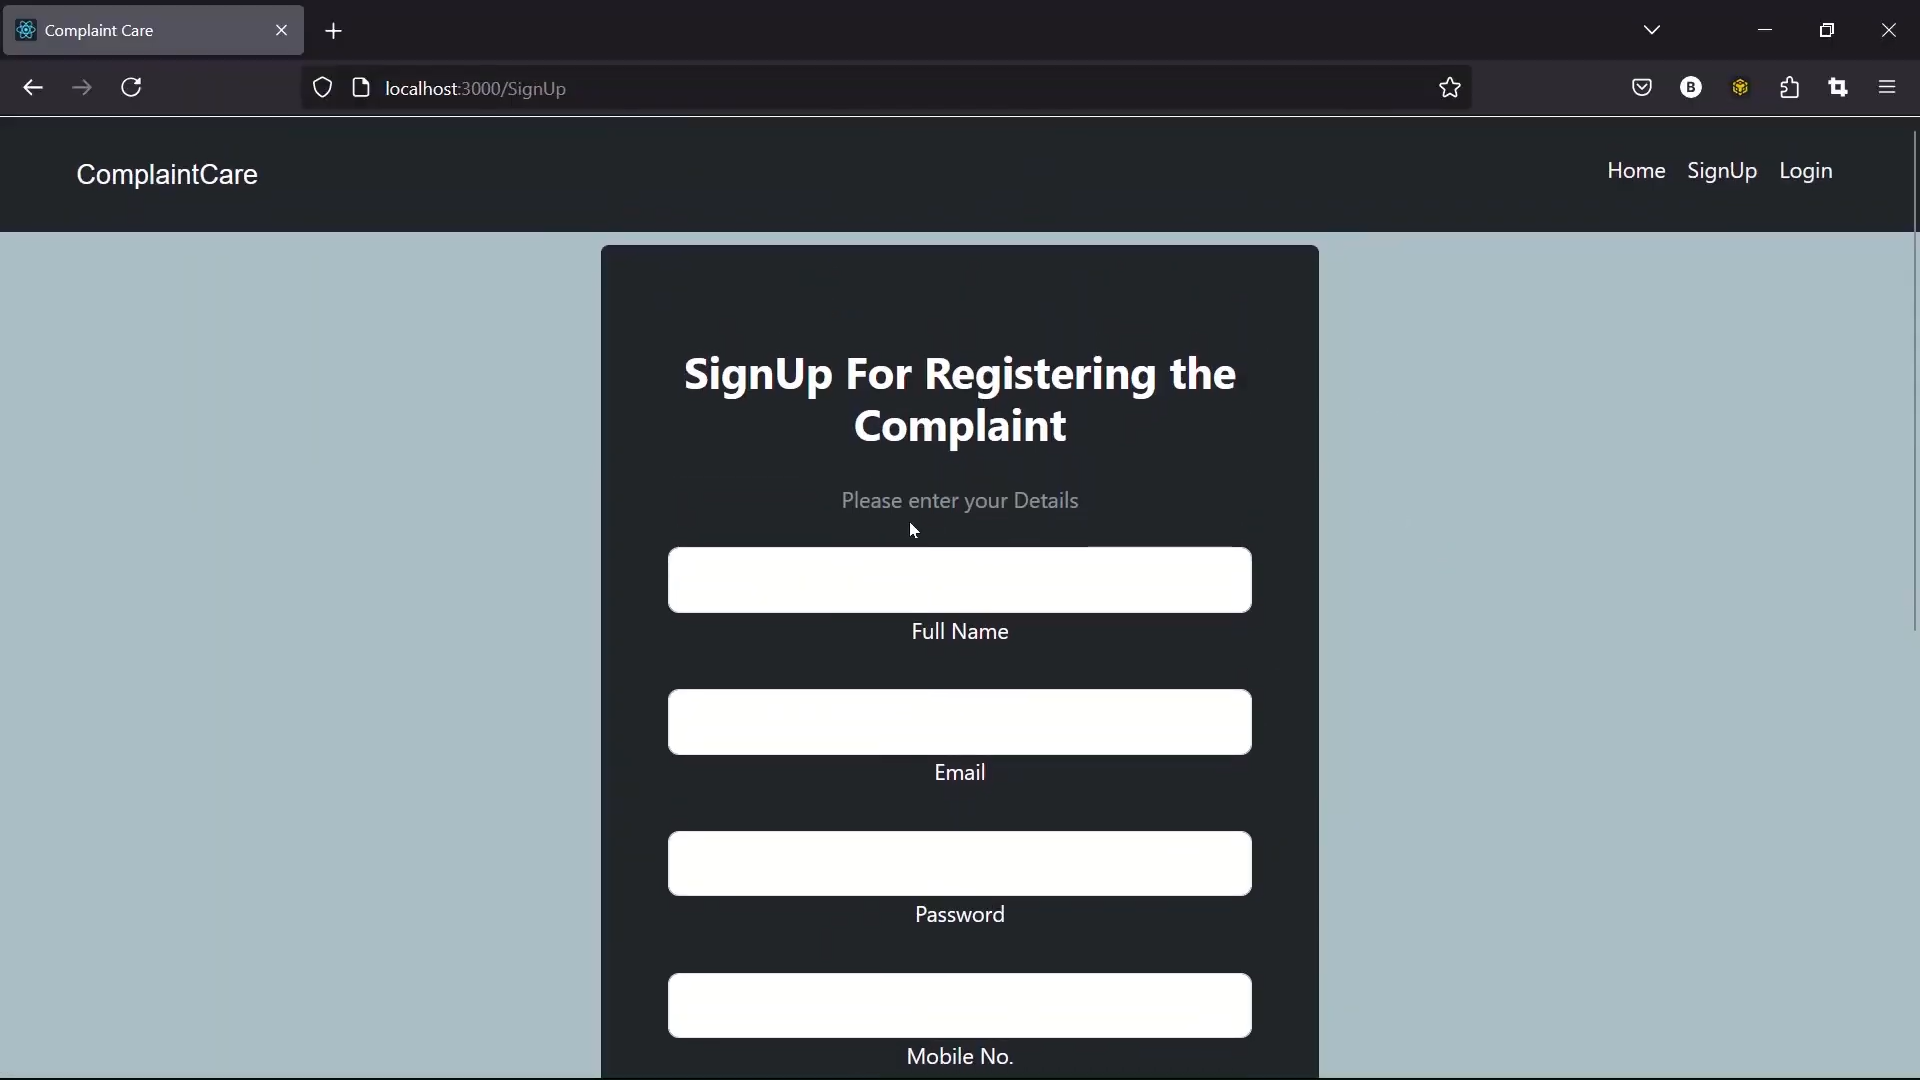 Complaint Care
localhost:3000/SignUp
B
ComplaintCare
Home SignUp Login
SignUp For Registering the
Complaint
Please enter your Details
Full Name
Email
Password
Mobile No.